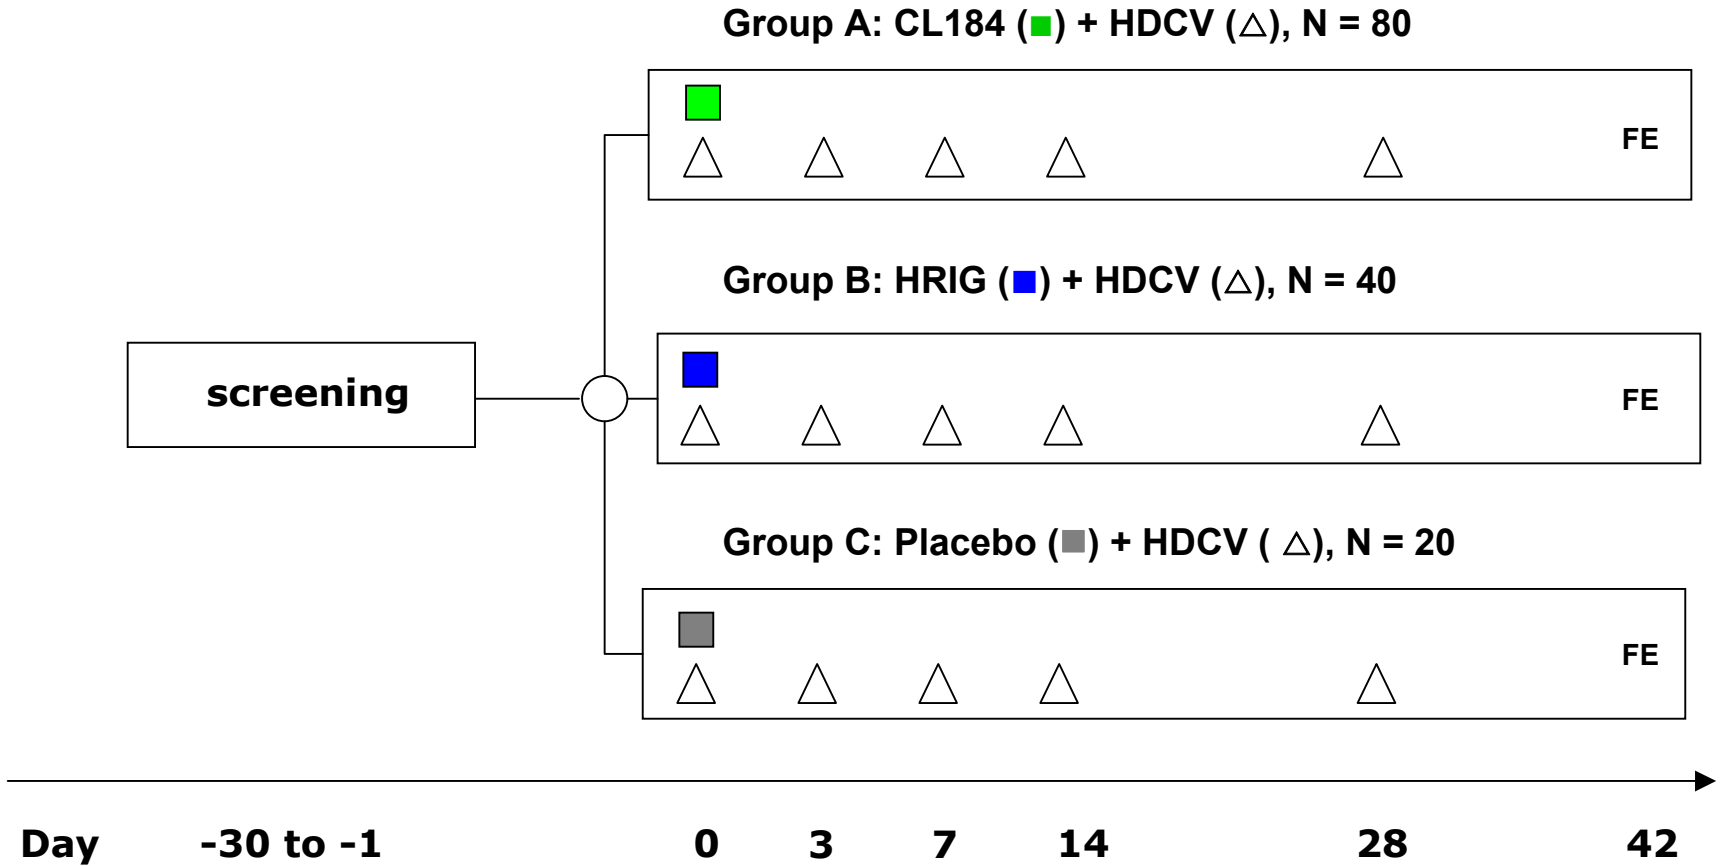 Group A: CL184 (■) + HDCV (△), N = 80
FE
Group B: HRIG (■) + HDCV (△), N = 40
screening
FE
Group C: Placebo (■) + HDCV ( △), N = 20
FE
Day -30 to -1 0 3 7 14 28 42